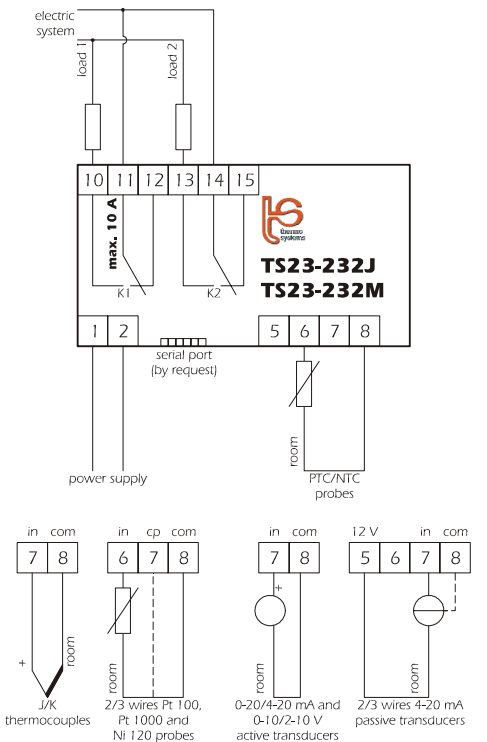 electric
system
load 1
load 2
10 11 12 13 14 15
max. 10 A
K1
K2
thermo
systems
TS23-232J
TS23-232M
1 2
5 6 7 8
serial port
(by request)
room
power supply
PTC/NTC
probes
in com
7 8
+
room
J/K
thermocouples
in cp com
6 7 8
room
2/3 wires Pt 100,
Pt 1000 and
Ni 120 probes
in com
7 8
+
room
0-20/4-20 mA and
0-10/2-10 V
active transducers
12 V in com
5 6 7 8
room
2/3 wires 4-20 mA
passive transducers